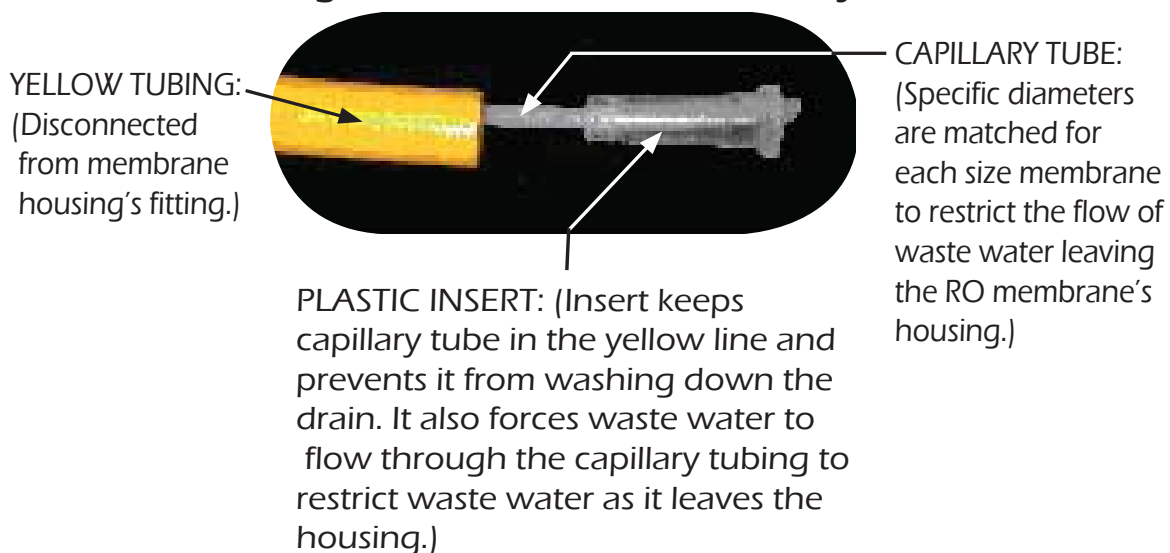 YELLOW TUBING:
(Disconnected
from membrane
housing's fitting.)
CAPILLARY TUBE:
(Specific diameters
are matched for
each size membrane
to restrict the flow of
waste water leaving
the RO membrane's
housing.)
PLASTIC INSERT: (Insert keeps
capillary tube in the yellow line and
prevents it from washing down the
drain. It also forces waste water to
flow through the capillary tubing to
restrict waste water as it leaves the
housing.)